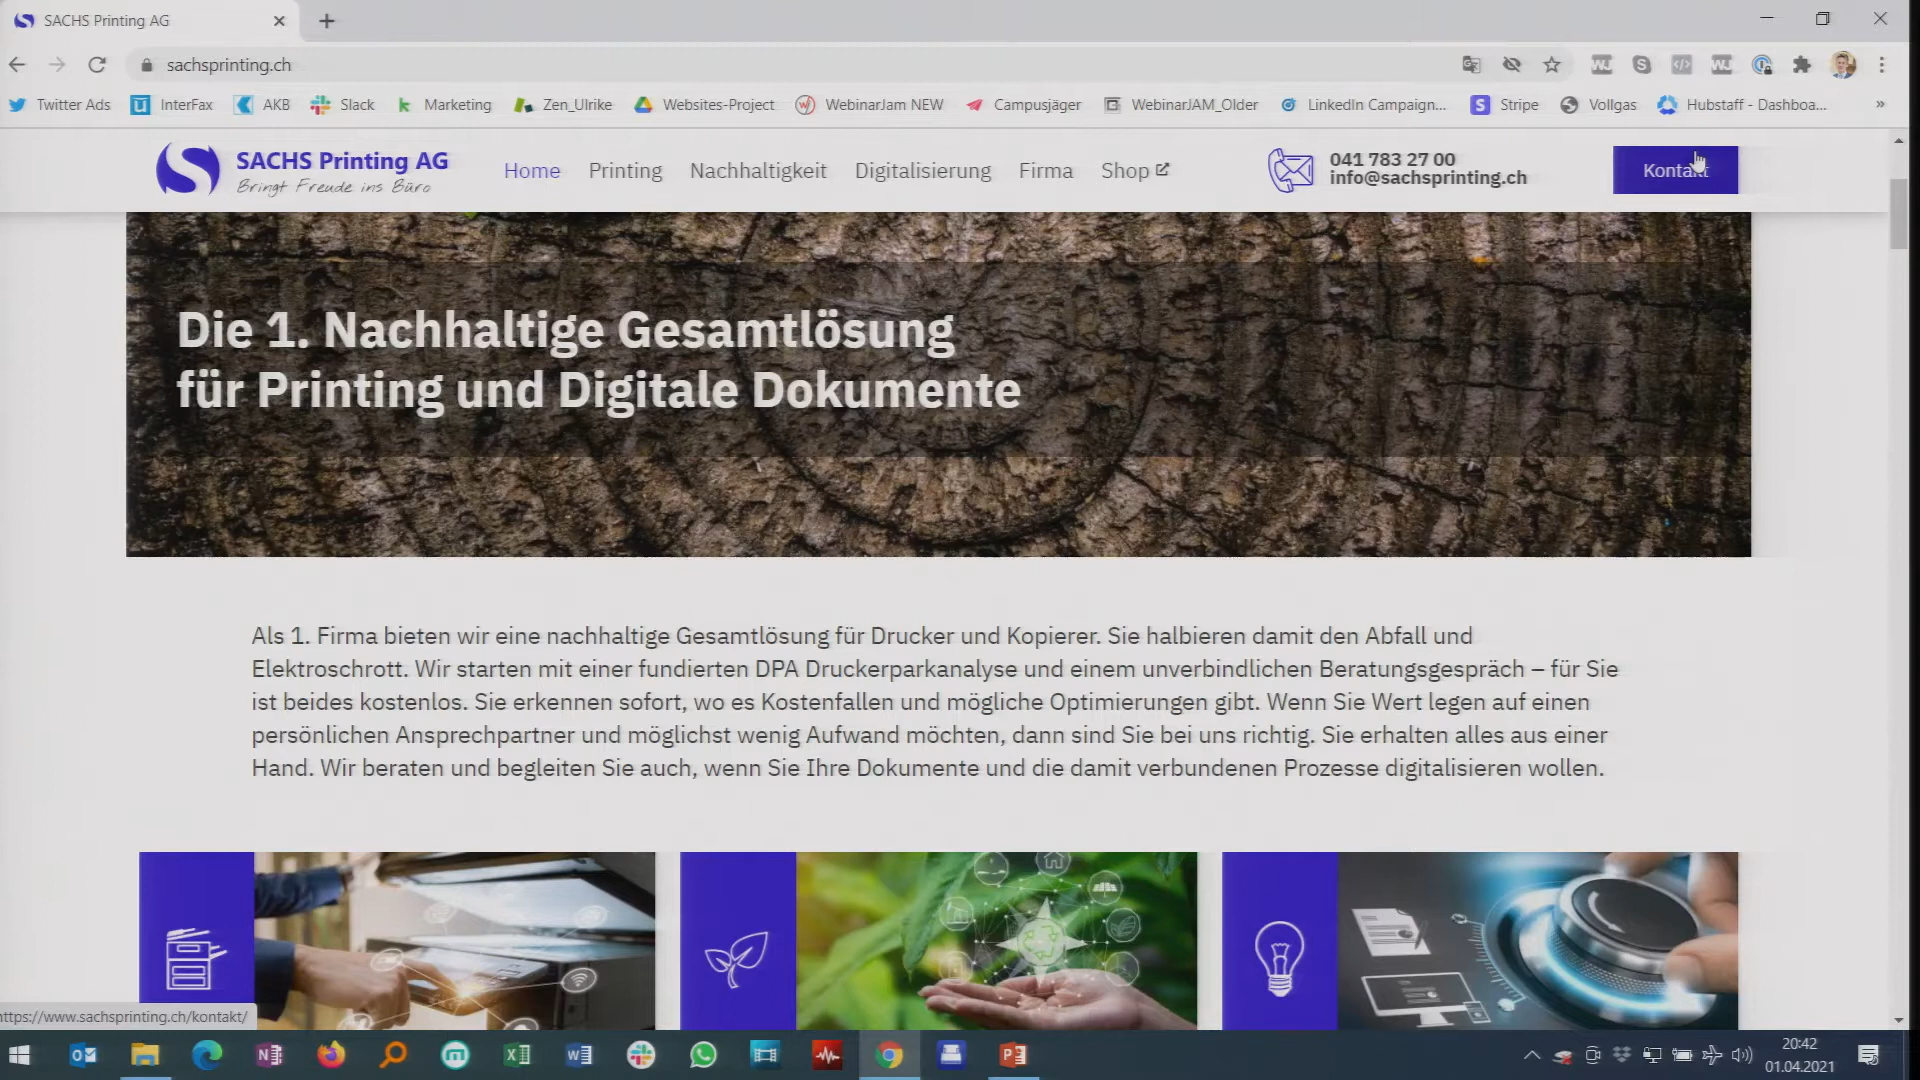 SACHS Printing AG
sachsprinting.ch
Twitter Ads
InterFax
AKB
Slack
Marketing
Zen_Ulrike
Websites-Project
WebinarJam NEW
Campusjäger
WebinarJAM_Older
LinkedIn Campaign...
Stripe
Vollgas
Hubstaff - Dashboa...
SACHS Printing AG
Bringt Freude ins Büro
Home
Printing
Nachhaltigkeit
Digitalisierung
Firma
Shop
041 783 27 00
info@sachsprinting.ch
Kontakt
Die 1. Nachhaltige Gesamtlösung
für Printing und Digitale Dokumente
Als 1. Firma bieten wir eine nachhaltige Gesamtlösung für Drucker und Kopierer. Sie halbieren damit den Abfall und
Elektroschrott. Wir starten mit einer fundierten DPA Druckerparkanalyse und einem unverbindlichen Beratungsgespräch – für Sie
ist beides kostenlos. Sie erkennen sofort, wo es Kostenfallen und mögliche Optimierungen gibt. Wenn Sie Wert legen auf einen
persönlichen Ansprechpartner und möglichst wenig Aufwand möchten, dann sind Sie bei uns richtig. Sie erhalten alles aus einer
Hand. Wir beraten und begleiten Sie auch, wenn Sie Ihre Dokumente und die damit verbundenen Prozesse digitalisieren wollen.
https://www.sachsprinting.ch/kontakt/
20:42
01.04.2021